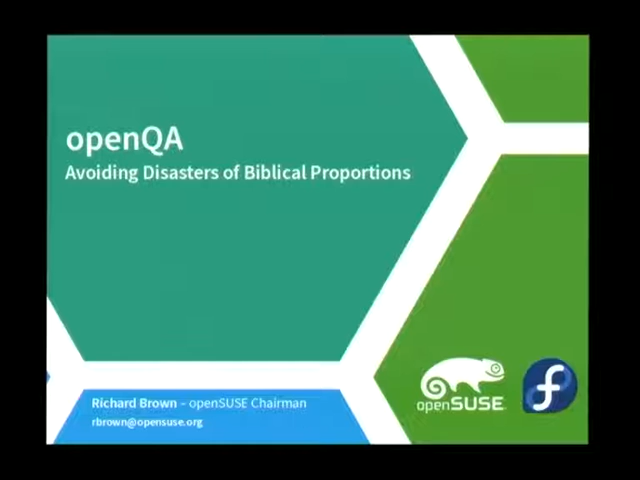 openQA
Avoiding Disasters of Biblical Proportions
openSUSE
Richard Brown – openSUSE Chairman
rbrown@opensuse.org